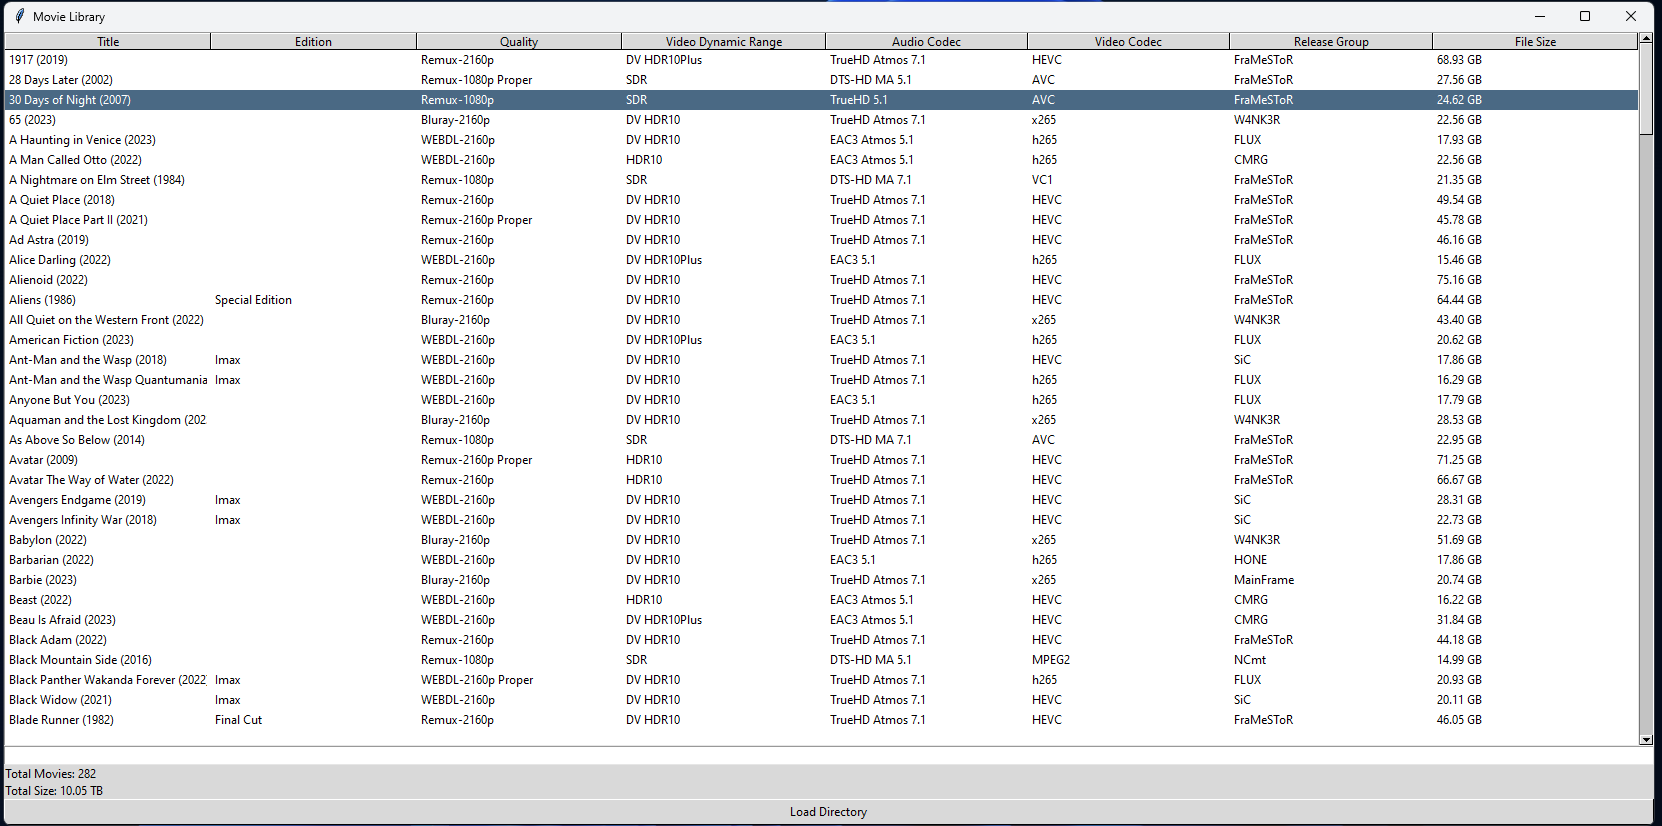 Movie Library
Title Edition Quality Video Dynamic Range Audio Codec Video Codec Release Group File Size
1917 (2019) Remux-2160p DV HDR10Plus TrueHD Atmos 7.1 HEVC FraMeSToR 68.93 GB
28 Days Later (2002) Remux-1080p Proper SDR DTS-HD MA 5.1 AVC FraMeSToR 27.56 GB
30 Days of Night (2007) Remux-1080p SDR TrueHD 5.1 AVC FraMeSToR 24.62 GB
65 (2023) Bluray-2160p DV HDR10 TrueHD Atmos 7.1 x265 W4NK3R 22.56 GB
A Haunting in Venice (2023) WEBDL-2160p DV HDR10 EAC3 Atmos 5.1 h265 FLUX 17.93 GB
A Man Called Otto (2022) WEBDL-2160p HDR10 EAC3 Atmos 5.1 h265 CMRG 22.56 GB
A Nightmare on Elm Street (1984) Remux-1080p SDR DTS-HD MA 7.1 VC1 FraMeSToR 21.35 GB
A Quiet Place (2018) Remux-2160p DV HDR10 TrueHD Atmos 7.1 HEVC FraMeSToR 49.54 GB
A Quiet Place Part II (2021) Remux-2160p Proper DV HDR10 TrueHD Atmos 7.1 HEVC FraMeSToR 45.78 GB
Ad Astra (2019) Remux-2160p DV HDR10 TrueHD Atmos 7.1 HEVC FraMeSToR 46.16 GB
Alice Darling (2022) WEBDL-2160p DV HDR10Plus EAC3 5.1 h265 FLUX 15.46 GB
Alienoid (2022) Remux-2160p DV HDR10 TrueHD Atmos 7.1 HEVC FraMeSToR 75.16 GB
Aliens (1986) Special Edition Remux-2160p DV HDR10 TrueHD Atmos 7.1 HEVC FraMeSToR 64.44 GB
All Quiet on the Western Front (2022) Bluray-2160p DV HDR10 TrueHD Atmos 7.1 x265 W4NK3R 43.40 GB
American Fiction (2023) WEBDL-2160p DV HDR10Plus EAC3 5.1 h265 FLUX 20.62 GB
Ant-Man and the Wasp (2018) Imax WEBDL-2160p DV HDR10 TrueHD Atmos 7.1 HEVC SiC 17.86 GB
Ant-Man and the Wasp Quantumania Imax WEBDL-2160p DV HDR10 TrueHD Atmos 7.1 h265 FLUX 16.29 GB
Anyone But You (2023) WEBDL-2160p DV HDR10 EAC3 5.1 h265 FLUX 17.79 GB
Aquaman and the Lost Kingdom (202 Bluray-2160p DV HDR10 TrueHD Atmos 7.1 x265 W4NK3R 28.53 GB
As Above So Below (2014) Remux-1080p SDR DTS-HD MA 7.1 AVC FraMeSToR 22.95 GB
Avatar (2009) Remux-2160p Proper HDR10 TrueHD Atmos 7.1 HEVC FraMeSToR 71.25 GB
Avatar The Way of Water (2022) Remux-2160p HDR10 TrueHD Atmos 7.1 HEVC FraMeSToR 66.67 GB
Avengers Endgame (2019) Imax WEBDL-2160p DV HDR10 TrueHD Atmos 7.1 HEVC SiC 28.31 GB
Avengers Infinity War (2018) Imax WEBDL-2160p DV HDR10 TrueHD Atmos 7.1 HEVC SiC 22.73 GB
Babylon (2022) Bluray-2160p DV HDR10 TrueHD Atmos 7.1 x265 W4NK3R 51.69 GB
Barbarian (2022) WEBDL-2160p DV HDR10 EAC3 5.1 h265 HONE 17.86 GB
Barbie (2023) Bluray-2160p DV HDR10 TrueHD Atmos 7.1 x265 MainFrame 20.74 GB
Beast (2022) WEBDL-2160p HDR10 EAC3 Atmos 5.1 HEVC CMRG 16.22 GB
Beau Is Afraid (2023) WEBDL-2160p DV HDR10Plus EAC3 Atmos 5.1 HEVC CMRG 31.84 GB
Black Adam (2022) Remux-2160p DV HDR10 TrueHD Atmos 7.1 HEVC FraMeSToR 44.18 GB
Black Mountain Side (2016) Remux-1080p SDR DTS-HD MA 5.1 MPEG2 NCmt 14.99 GB
Black Panther Wakanda Forever (2022 Imax WEBDL-2160p Proper DV HDR10 TrueHD Atmos 7.1 h265 FLUX 20.93 GB
Black Widow (2021) Imax WEBDL-2160p DV HDR10 TrueHD Atmos 7.1 HEVC SiC 20.11 GB
Blade Runner (1982) Final Cut Remux-2160p DV HDR10 TrueHD Atmos 7.1 HEVC FraMeSToR 46.05 GB
Total Movies: 282
Total Size: 10.05 TB
Load Directory